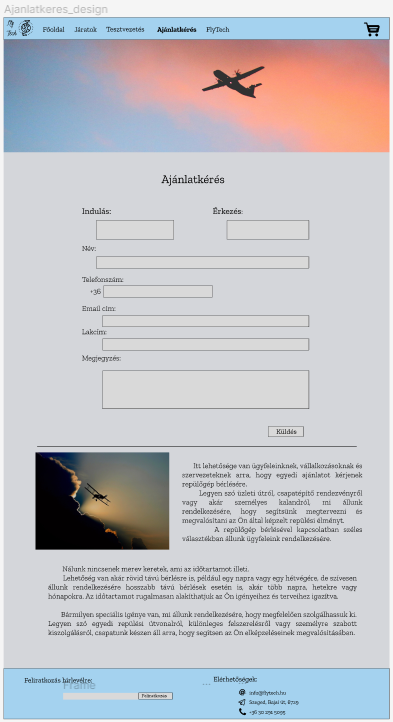 Ajanlatkeres_design
Fly
Tech
Főoldal Járatok Tesztvezetés Ajánlatkérés FlyTech
Ajánlatkérés
Indulás: Érkezés:
Név:
Telefonszám:
+36
Email cím:
Lakcím:
Megjegyzés:
Küldés
Itt lehetősége van ügyfeleinknek, vállalkozásoknak és
szervezeteknek arra, hogy egyedi ajánlatot kérjenek
repülőgép bérlésére.
Legyen szó üzleti útról, csapatépítő rendezvényről
vagy akár személyes kalandról, mi állunk
rendelkezésére, hogy segítsünk megtervezni és
megvalósítani az Ön által képzelt repülési élményt.
A repülőgép bérlésével kapcsolatban széles
választékban állunk ügyfeleink rendelkezésére.
Nálunk nincsenek merev keretek, ami az időtartamot illeti.
Lehetőség van akár rövid távú bérlésre is, például egy napra vagy egy hétvégére, de szívesen
állunk rendelkezésére hosszabb távú bérlések esetén is, akár több napra, hetekre vagy
hónapokra. Az időtartamot rugalmasan alakíthatjuk az Ön igényeihez és terveihez igazítva.
Bármilyen speciális igénye van, mi állunk rendelkezésére, hogy megfelelően szolgálhassuk ki.
Legyen szó egyedi repülési útvonalról, különleges felszerelésről vagy személyre szabott
kiszolgálásról, csapatunk készen áll arra, hogy segítsen az Ön elképzeléseinek megvalósításában.
Feliratkozás hírlevélre: ... Elérhetőségek:
Frame
Feliratkozás
info@flytech.hu
Szeged, Bajai út, 6725
+36 30 291 5095